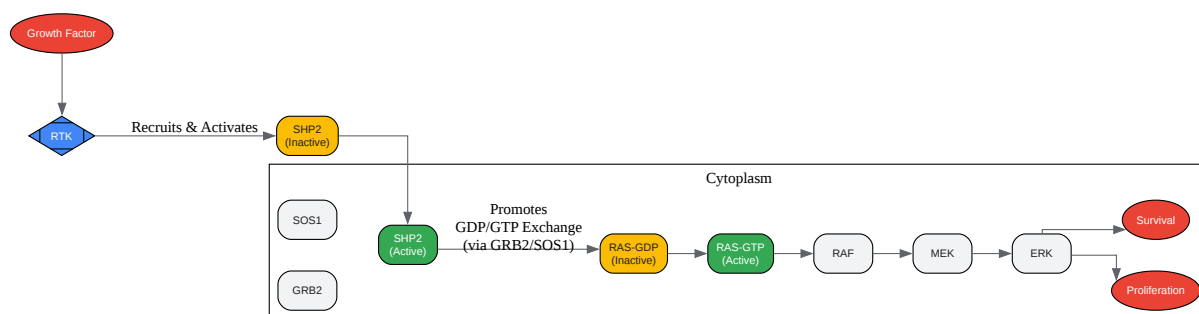 Growth Factor
RTK
Recruits & Activates
SHP2
(Inactive)
Cytoplasm
SOS1
GRB2
SHP2
(Active)
Promotes
GDP/GTP Exchange
(via GRB2/SOS1)
RAS-GDP
(Inactive)
RAS-GTP
(Active)
RAF
MEK
ERK
Survival
Proliferation